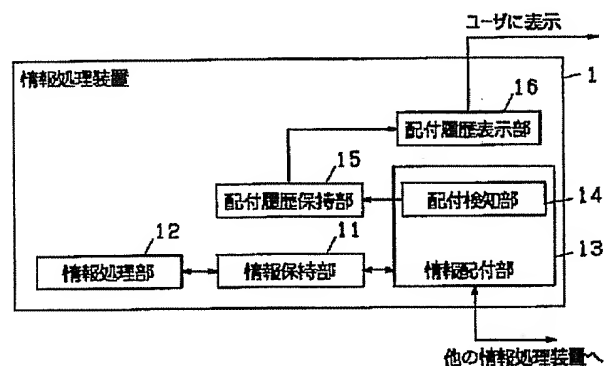 ユーザに表示
情報処理装置
1
16
配付履歴表示部
15
配付履歴保持部
配付検知部
14
12
11
13
情報処理部
情報保持部
情報配付部
他の情報処理装置へ